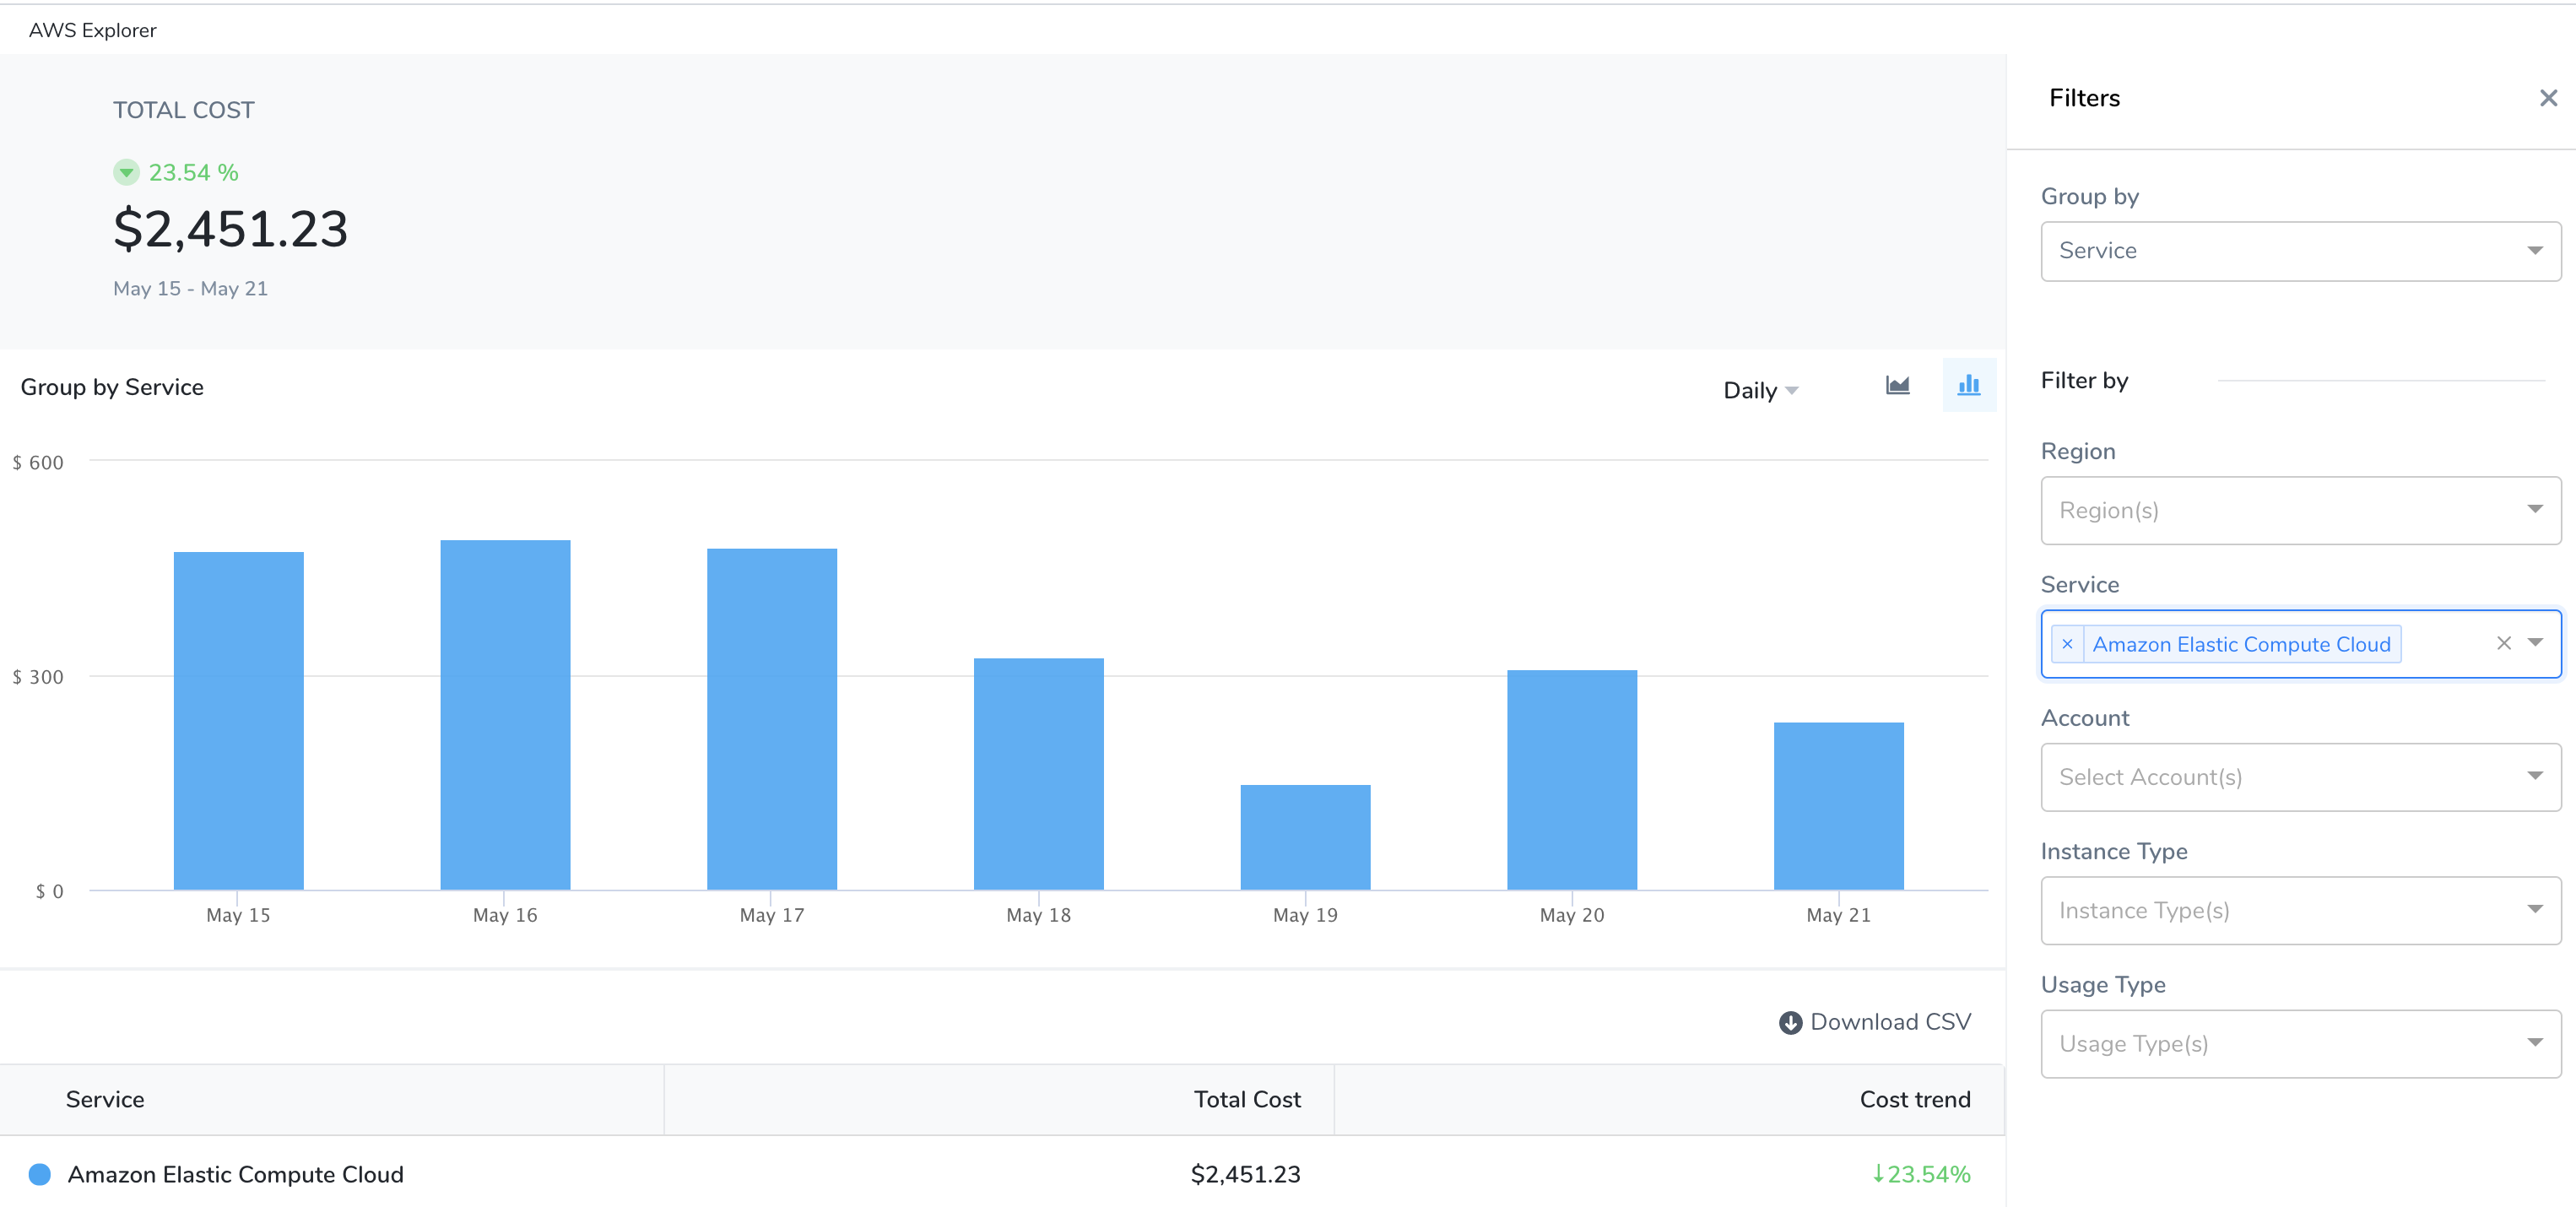 AWS Explorer
TOTAL COST
23.54 %
$2,451.23
May 15 - May 21
Group by Service
Daily
$ 600
$ 300
$ 0
May 15 May 16 May 17 May 18 May 19 May 20 May 21
Download CSV
Service Total Cost Cost trend
Amazon Elastic Compute Cloud $2,451.23 ↓23.54%
Filters
Group by
Service
Filter by
Region
Region(s)
Service
× Amazon Elastic Compute Cloud
Account
Select Account(s)
Instance Type
Instance Type(s)
Usage Type
Usage Type(s)